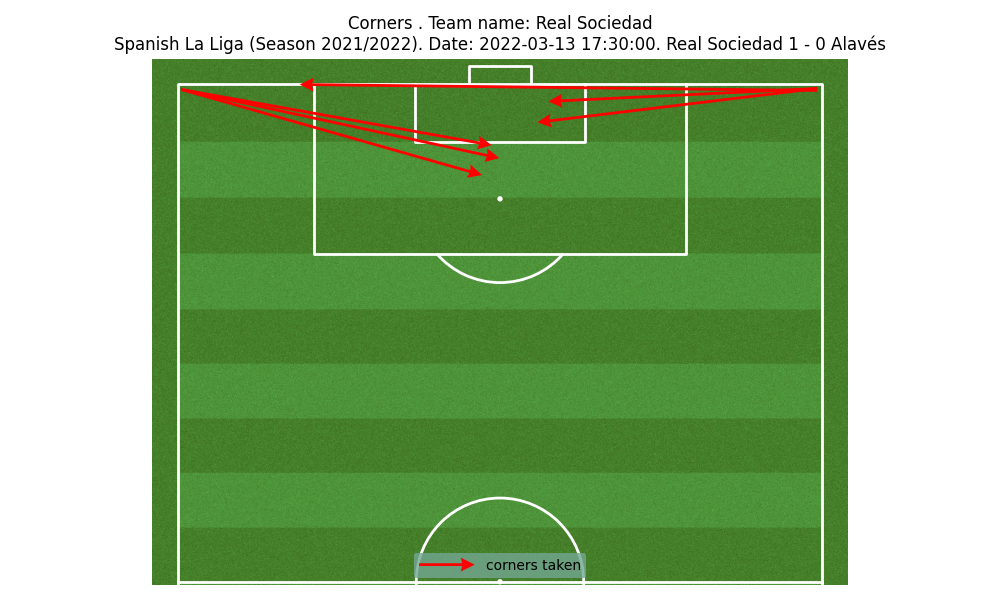 Corners . Team name: Real Sociedad
Spanish La Liga (Season 2021/2022). Date: 2022-03-13 17:30:00. Real Sociedad 1 - 0 Alavés
corners taken